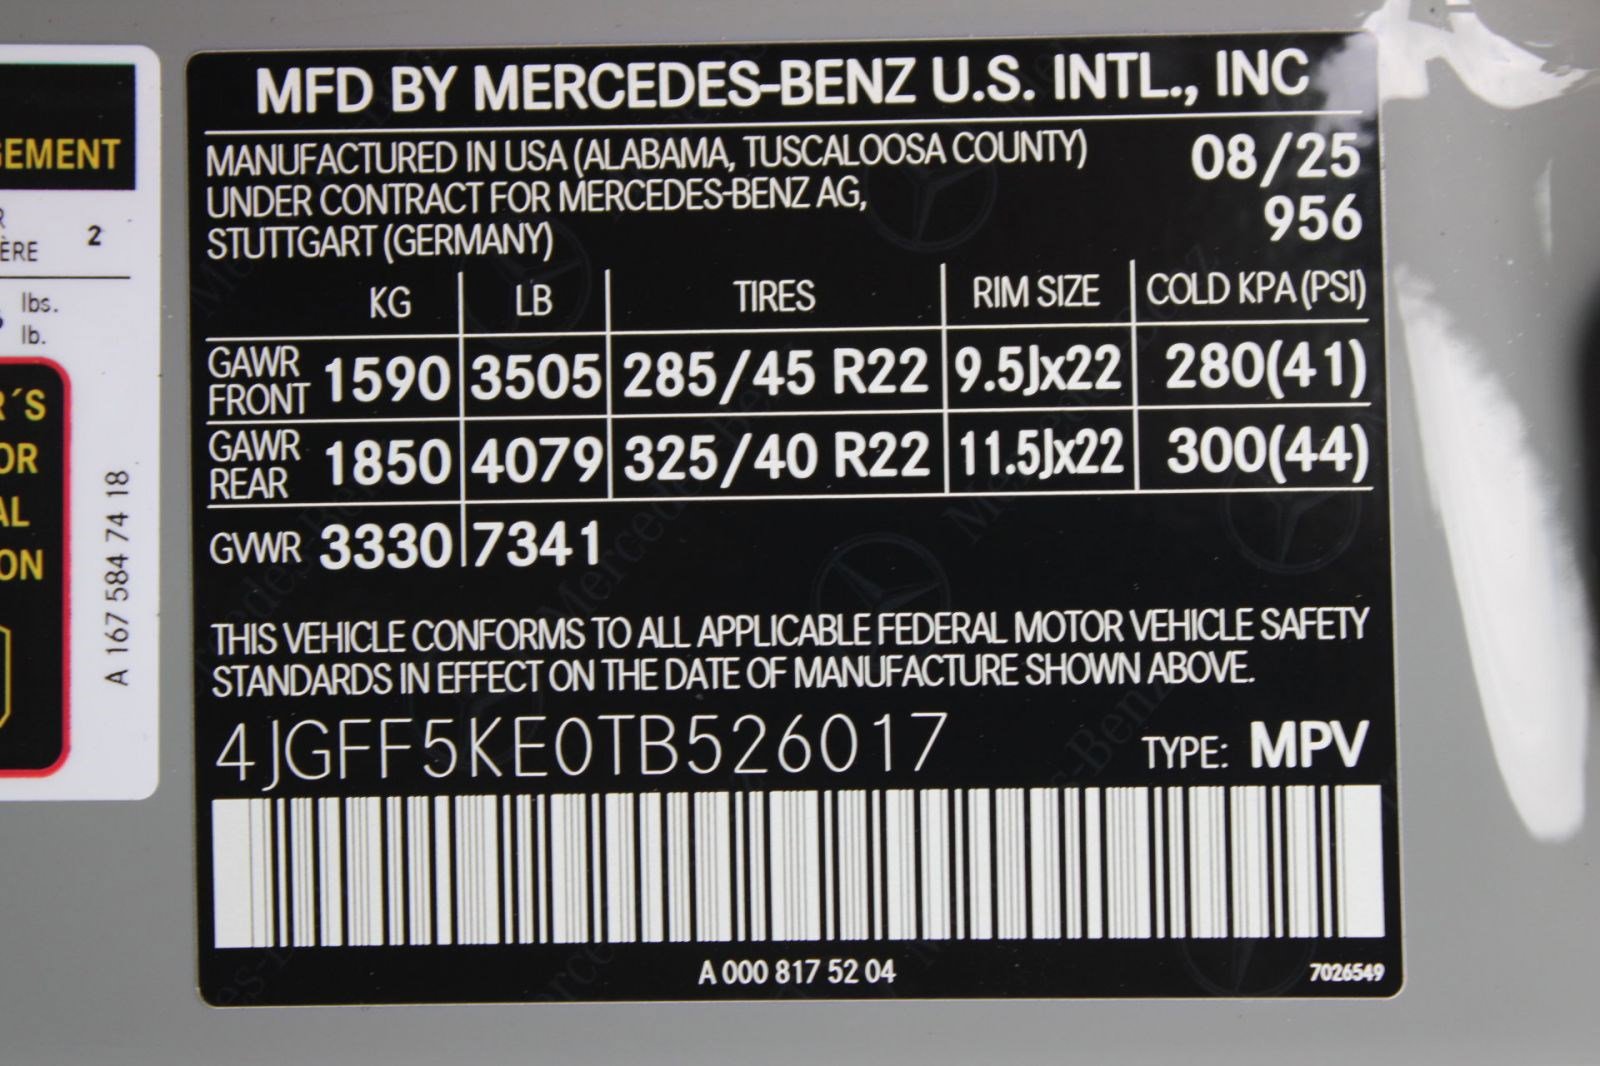 MFD BY MERCEDES-BENZ U.S. INTL., INC
MANUFACTURED IN USA (ALABAMA, TUSCALOOSA COUNTY)
UNDER CONTRACT FOR MERCEDES-BENZ AG,
STUTTGART (GERMANY)
08/25
956
KG LB TIRES RIM SIZE COLD KPA (PSI)
GAWR FRONT 1590 3505 285/45 R22 9.5Jx22 280(41)
GAWR REAR 1850 4079 325/40 R22 11.5Jx22 300(44)
GVWR 3330 7341
THIS VEHICLE CONFORMS TO ALL APPLICABLE FEDERAL MOTOR VEHICLE SAFETY
STANDARDS IN EFFECT ON THE DATE OF MANUFACTURE SHOWN ABOVE.
4JGFF5KE0TB526017 TYPE: MPV
A 000 817 52 04 7026549
2
lbs.
lb.
A 167 584 74 18